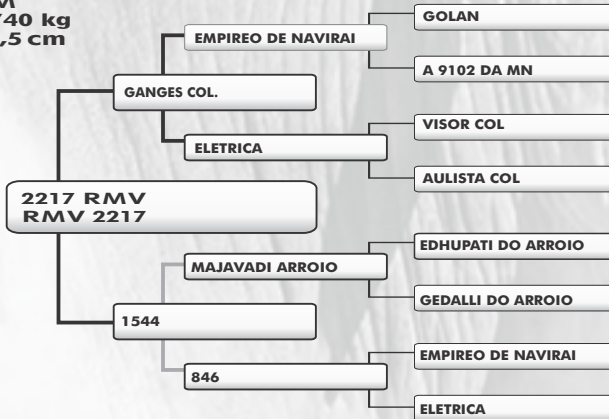 740 kg
,5 cm
GOLAN
EMPIREO DE NAVIRAI
A 9102 DA MN
GANGES COL.
VISOR COL
ELETRICA
AULISTA COL
2217 RMV
RMV 2217
EDHUPATI DO ARROIO
MAJAVADI ARROIO
GEDALLI DO ARROIO
1544
EMPIREO DE NAVIRAI
846
ELETRICA